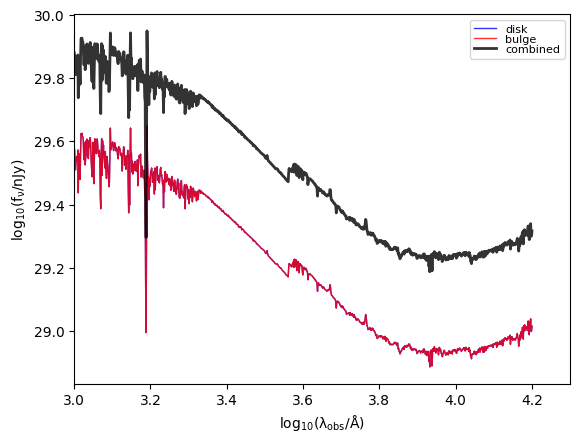 30.0
29.8
29.6
29.4
29.2
29.0
log₁₀(fᵥ/nJy)
disk
bulge
combined
3.0 3.2 3.4 3.6 3.8 4.0 4.2
log₁₀(λobs/Å)